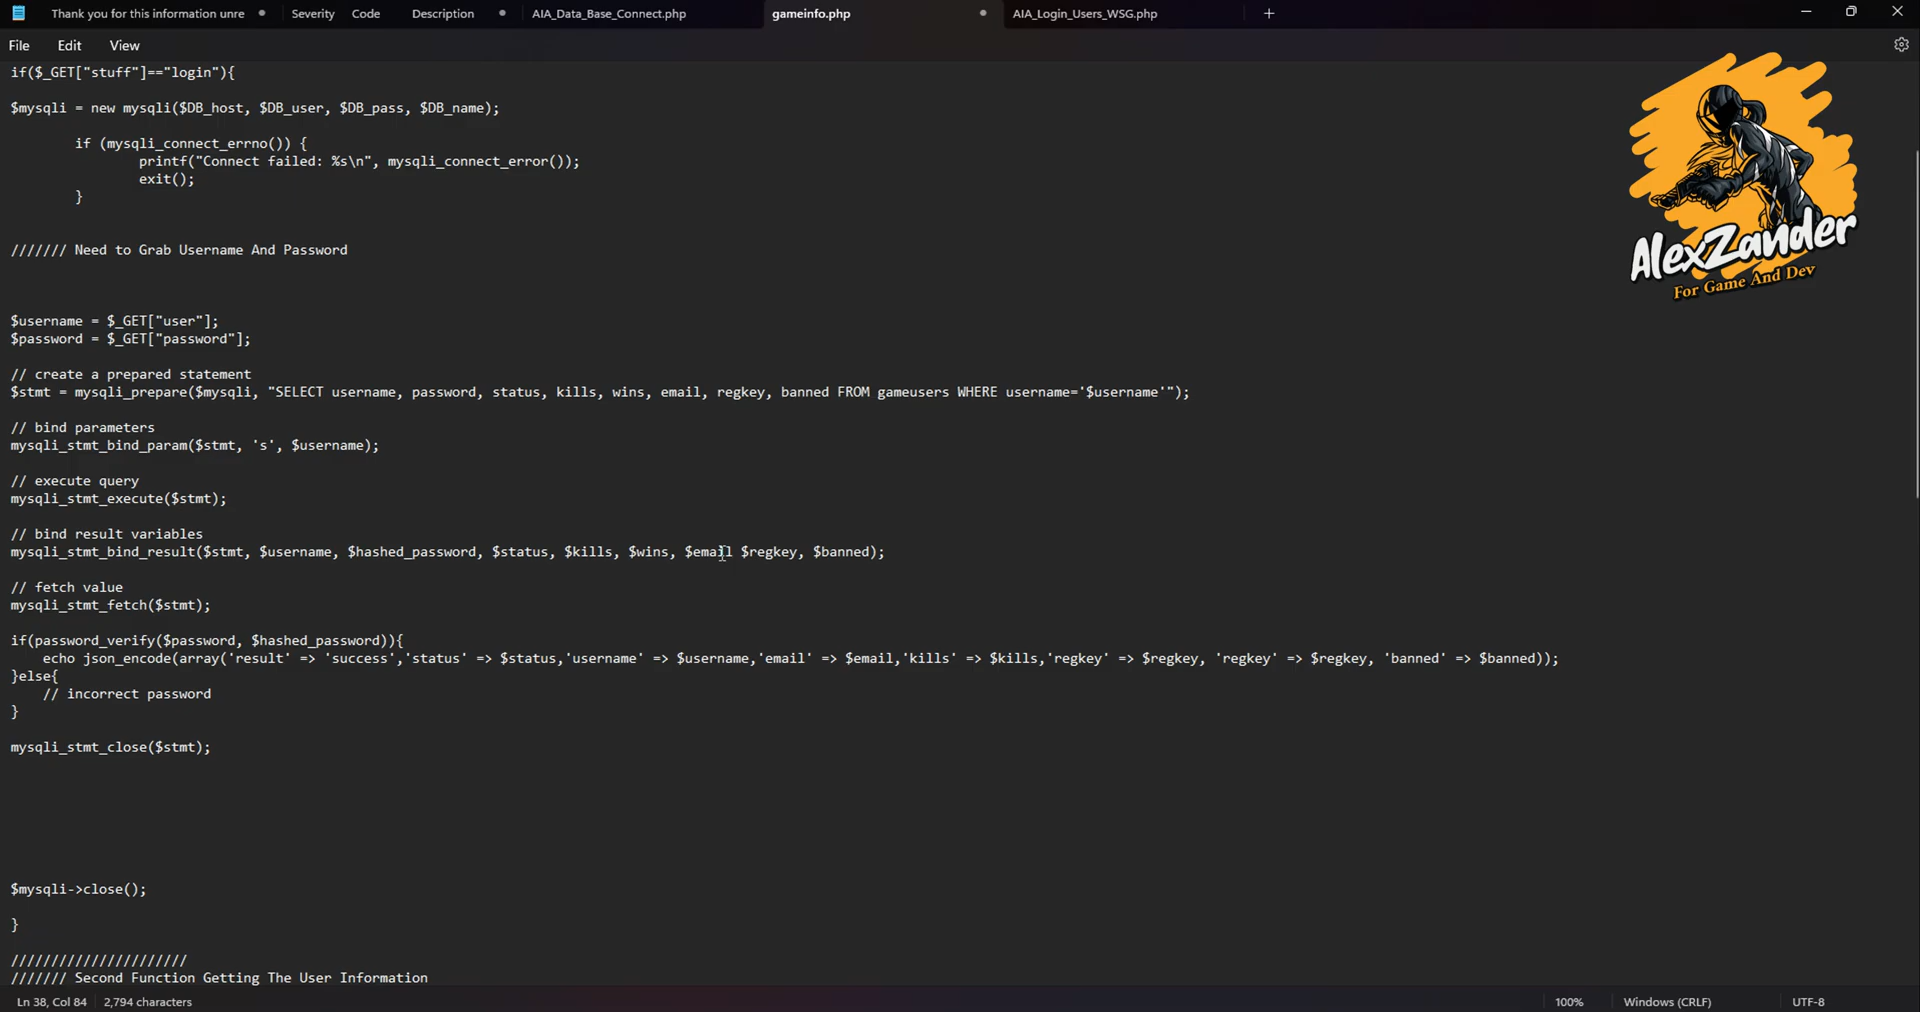 Thank you for this information unre
Severity Code Description
AIA_Data_Base_Connect.php
gameinfo.php
AIA_Login_Users_WSG.php
File Edit View
if($_GET["stuff"]=="login"){
$mysqli = new mysqli($DB_host, $DB_user, $DB_pass, $DB_name);
if (mysqli_connect_errno()) {
printf("Connect failed: %s\n", mysqli_connect_error());
exit();
}
/////// Need to Grab Username And Password
$username = $_GET["user"];
$password = $_GET["password"];
// create a prepared statement
$stmt = mysqli_prepare($mysqli, "SELECT username, password, status, kills, wins, email, regkey, banned FROM gameusers WHERE username='$username'");
// bind parameters
mysqli_stmt_bind_param($stmt, 's', $username);
// execute query
mysqli_stmt_execute($stmt);
// bind result variables
mysqli_stmt_bind_result($stmt, $username, $hashed_password, $status, $kills, $wins, $email $regkey, $banned);
// fetch value
mysqli_stmt_fetch($stmt);
if(password_verify($password, $hashed_password)){
echo json_encode(array('result' => 'success','status' => $status,'username' => $username,'email' => $email,'kills' => $kills,'regkey' => $regkey, 'regkey' => $regkey, 'banned' => $banned));
}else{
// incorrect password
}
mysqli_stmt_close($stmt);
$mysqli->close();
}
//////////////////////
/////// Second Function Getting The User Information
Ln 38, Col 84 2,794 characters
100% Windows (CRLF) UTF-8
AlexZander
For Game And Dev